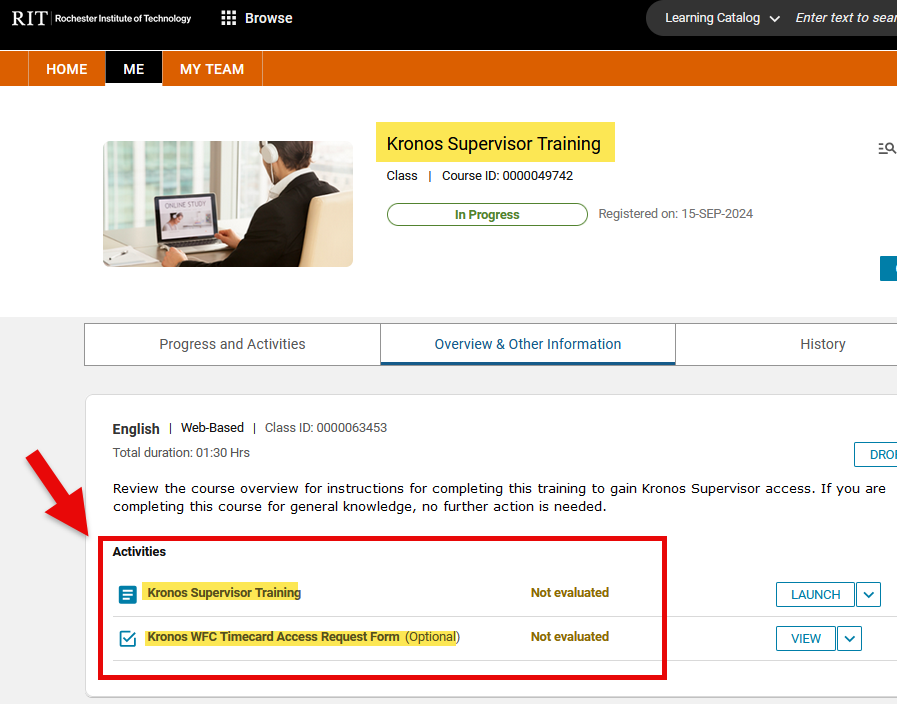 RIT | Rochester Institute of Technology
Browse
Learning Catalog
Enter text to sear
HOME
ME
MY TEAM
ONLINE STUDY
Kronos Supervisor Training
Class | Course ID: 0000049742
In Progress
Registered on: 15-SEP-2024
Progress and Activities
Overview & Other Information
History
English | Web-Based | Class ID: 0000063453
Total duration: 01:30 Hrs
DROP
Review the course overview for instructions for completing this training to gain Kronos Supervisor access. If you are
completing this course for general knowledge, no further action is needed.
Activities
Kronos Supervisor Training
Not evaluated
LAUNCH
Kronos WFC Timecard Access Request Form (Optional)
Not evaluated
VIEW